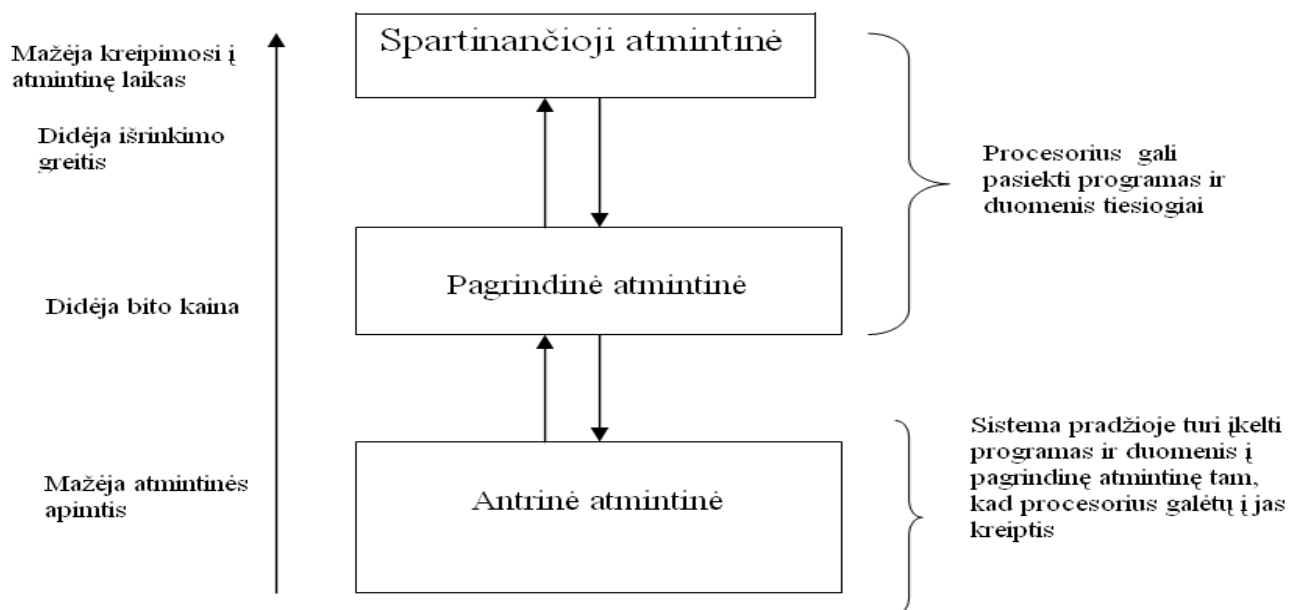 Spartinančioji atmintinė
Mažėja kreipimosi į
atmintinę laikas
Didėja išrinkimo
greitis
Procesorius gali
pasiekti programas ir
duomenis tiesiogiai
Pagrindinė atmintinė
Didėja bito kaina
Sistema pradžioje turi įkelti
programas ir duomenis į
pagrindinę atmintinę tam,
kad procesorius galėtų į jas
kreiptis
Antrinė atmintinė
Mažėja atmintinės
apimtis